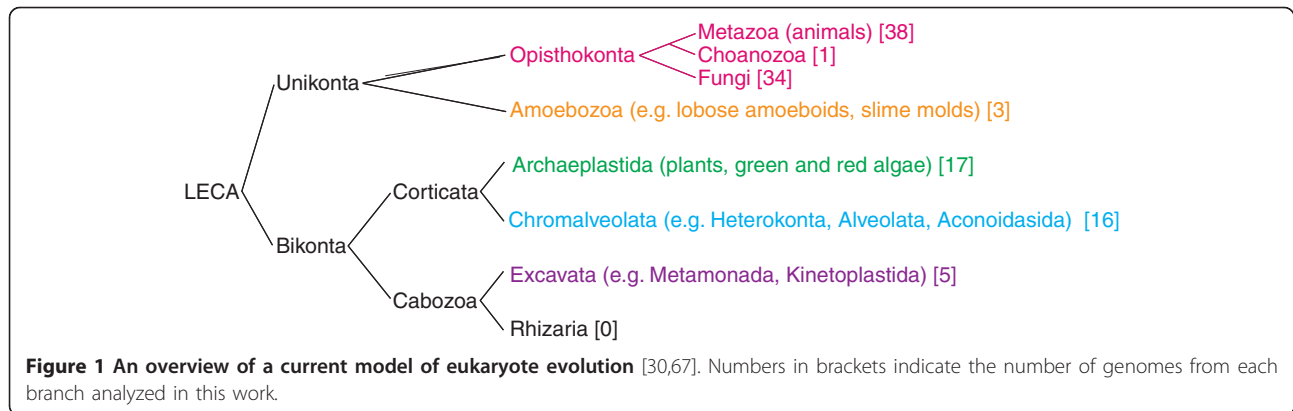 Metazoa (animals) [38]
Opisthokonta
Choanozoa [1]
Fungi [34]
Unikonta
Amoebozoa (e.g. lobose amoeboids, slime molds) [3]
Archaeplastida (plants, green and red algae) [17]
LECA
Corticata
Chromalveolata (e.g. Heterokonta, Alveolata, Aconoidasida) [16]
Bikonta
Excavata (e.g. Metamonada, Kinetoplastida) [5]
Cabozoa
Rhizaria [0]
Figure 1 An overview of a current model of eukaryote evolution [30,67]. Numbers in brackets indicate the number of genomes from each
branch analyzed in this work.